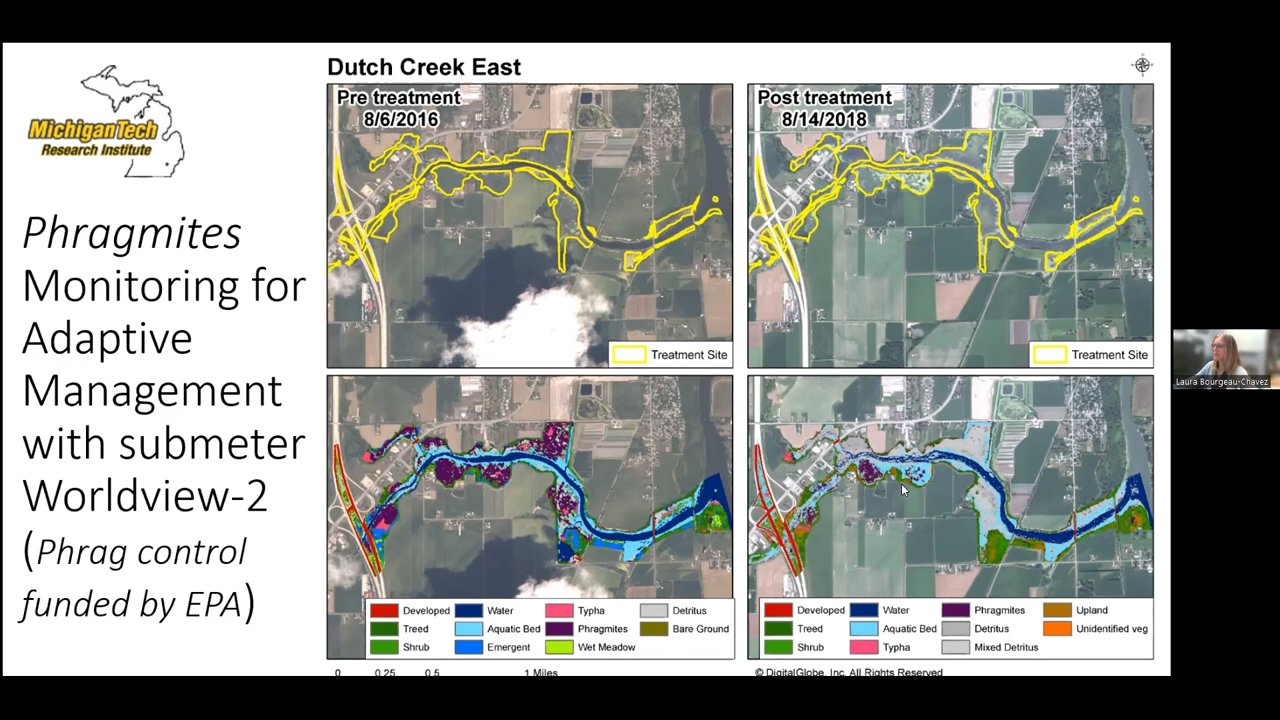 MichiganTech
Research Institute
Phragmites
Monitoring for
Adaptive
Management
with submeter
Worldview-2
(Phrag control
funded by EPA)
Dutch Creek East
Pre treatment
8/6/2016
Treatment Site
Post treatment
8/14/2018
Treatment Site
Developed Water Typha Detritus
Treed Aquatic Bed Phragmites Bare Ground
Shrub Emergent Wet Meadow
Developed Water Phragmites Upland
Treed Aquatic Bed Detritus Unidentified veg
Shrub Typha Mixed Detritus
0 0.25 0.5 1 Miles
© DigitalGlobe, Inc. All Rights Reserved
Laura Bourgeau-Chavez